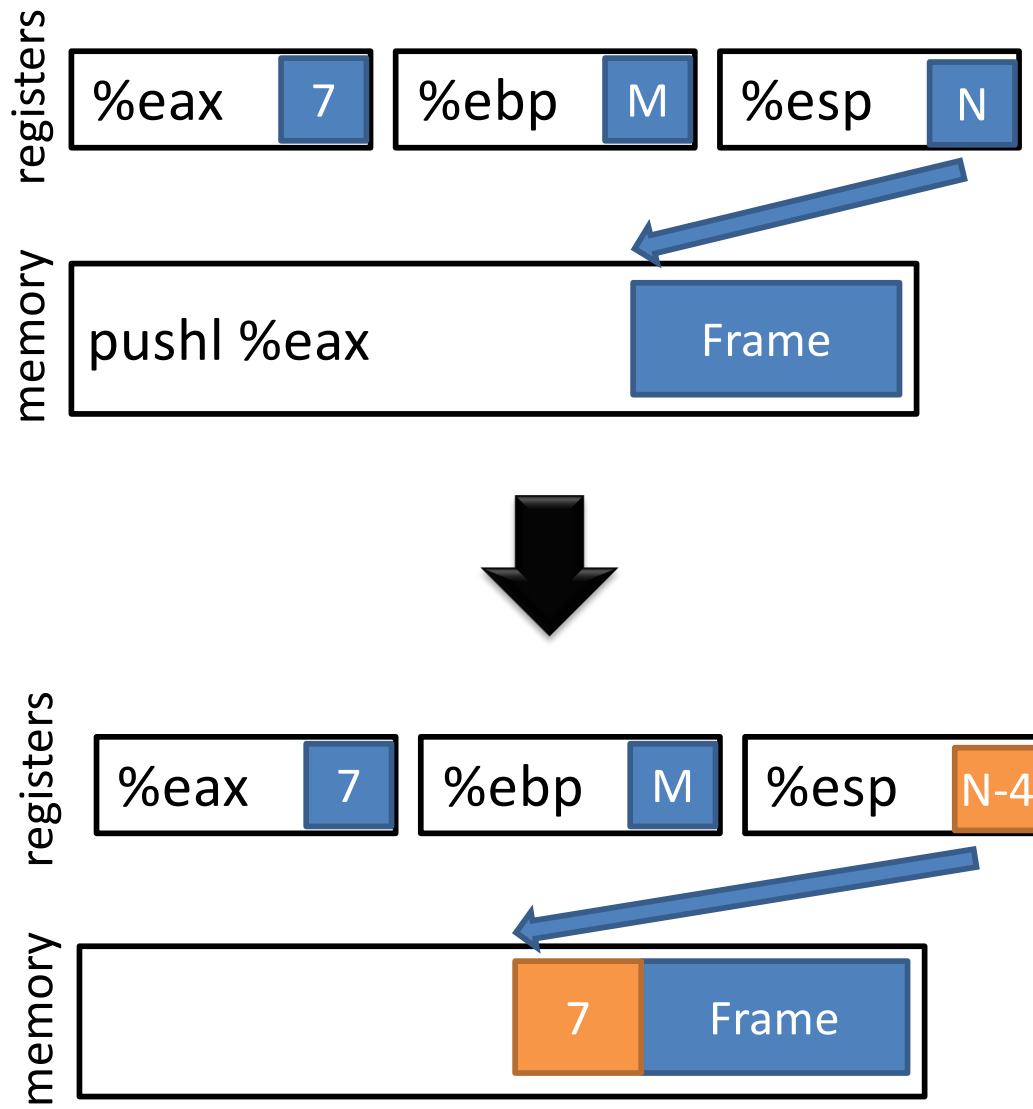 registers
%eax 7 %ebp M %esp N
memory
pushl %eax Frame
registers
%eax 7 %ebp M %esp N-4
memory
7 Frame